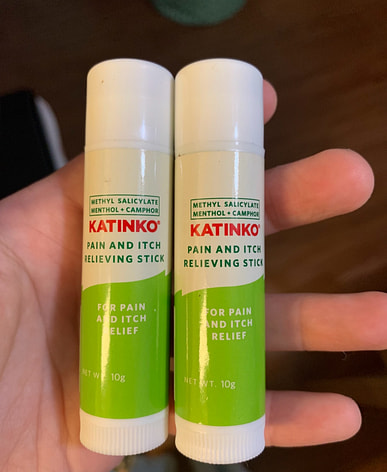 METHYL SALICYLATE
MENTHOL + CAMPHOR
KATINKO®
PAIN AND ITCH
RELIEVING STICK
FOR PAIN
AND ITCH
RELIEF
NET WT. 10g
METHYL SALICYLATE
MENTHOL + CAMPHOR
KATINKO®
PAIN AND ITCH
RELIEVING STICK
FOR PAIN
AND ITCH
RELIEF
NET WT. 10g